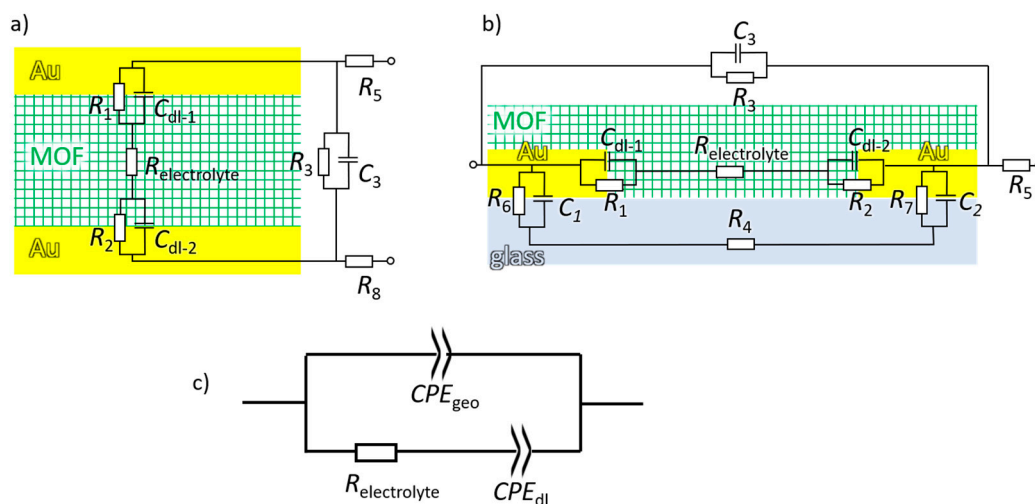 a)
Au
R1
Cdl-1
MOF
Relectrolyte
R2
Cdl-2
Au
R3
C3
R5
R8
b)
C3
R3
MOF
Au
Cdl-1
Relectrolyte
Cdl-2
Au
R5
R6
C1
R1
R2
R7
C2
R4
glass
c)
CPEgeo
Relectrolyte
CPEdl